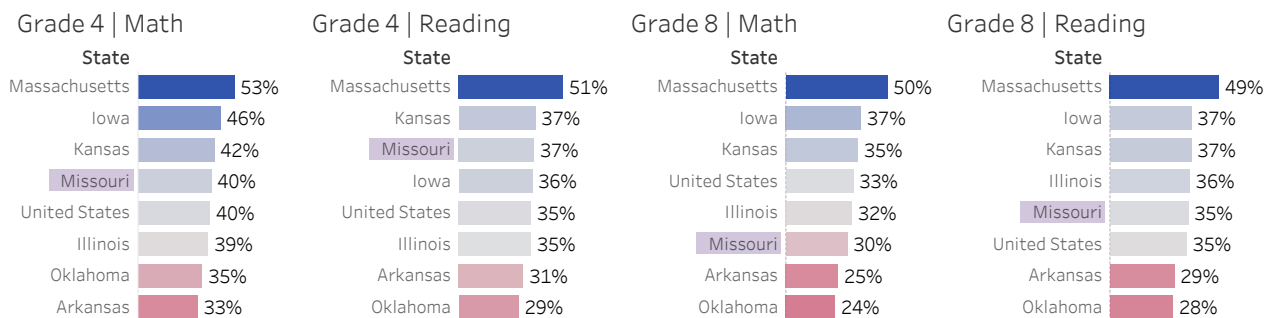 Grade 4 | Math
State
Massachusetts 53%
Iowa 46%
Kansas 42%
Missouri 40%
United States 40%
Illinois 39%
Oklahoma 35%
Arkansas 33%
Grade 4 | Reading
State
Massachusetts 51%
Kansas 37%
Missouri 37%
Iowa 36%
United States 35%
Illinois 35%
Arkansas 31%
Oklahoma 29%
Grade 8 | Math
State
Massachusetts 50%
Iowa 37%
Kansas 35%
United States 33%
Illinois 32%
Missouri 30%
Arkansas 25%
Oklahoma 24%
Grade 8 | Reading
State
Massachusetts 49%
Iowa 37%
Kansas 37%
Illinois 36%
Missouri 35%
United States 35%
Arkansas 29%
Oklahoma 28%